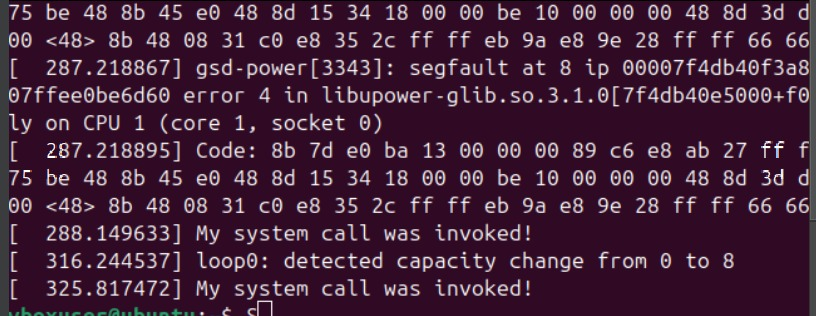 75 be 48 8b 45 e0 48 8d 15 34 18 00 00 be 10 00 00 00 48 8d 3d d
00 <48> 8b 48 08 31 c0 e8 35 2c ff ff eb 9a e8 9e 28 ff ff 66 66
[  287.218867] gsd-power[3343]: segfault at 8 ip 00007f4db40f3a8
07ffee0be6d60 error 4 in libupower-glib.so.3.1.0[7f4db40e5000+f0
ly on CPU 1 (core 1, socket 0)
[  287.218895] Code: 8b 7d e0 ba 13 00 00 00 89 c6 e8 ab 27 ff f
75 be 48 8b 45 e0 48 8d 15 34 18 00 00 be 10 00 00 00 48 8d 3d d
00 <48> 8b 48 08 31 c0 e8 35 2c ff ff eb 9a e8 9e 28 ff ff 66 66
[  288.149633] My system call was invoked!
[  316.244537] loop0: detected capacity change from 0 to 8
[  325.817472] My system call was invoked!
vboxuser@ubuntu: $ S